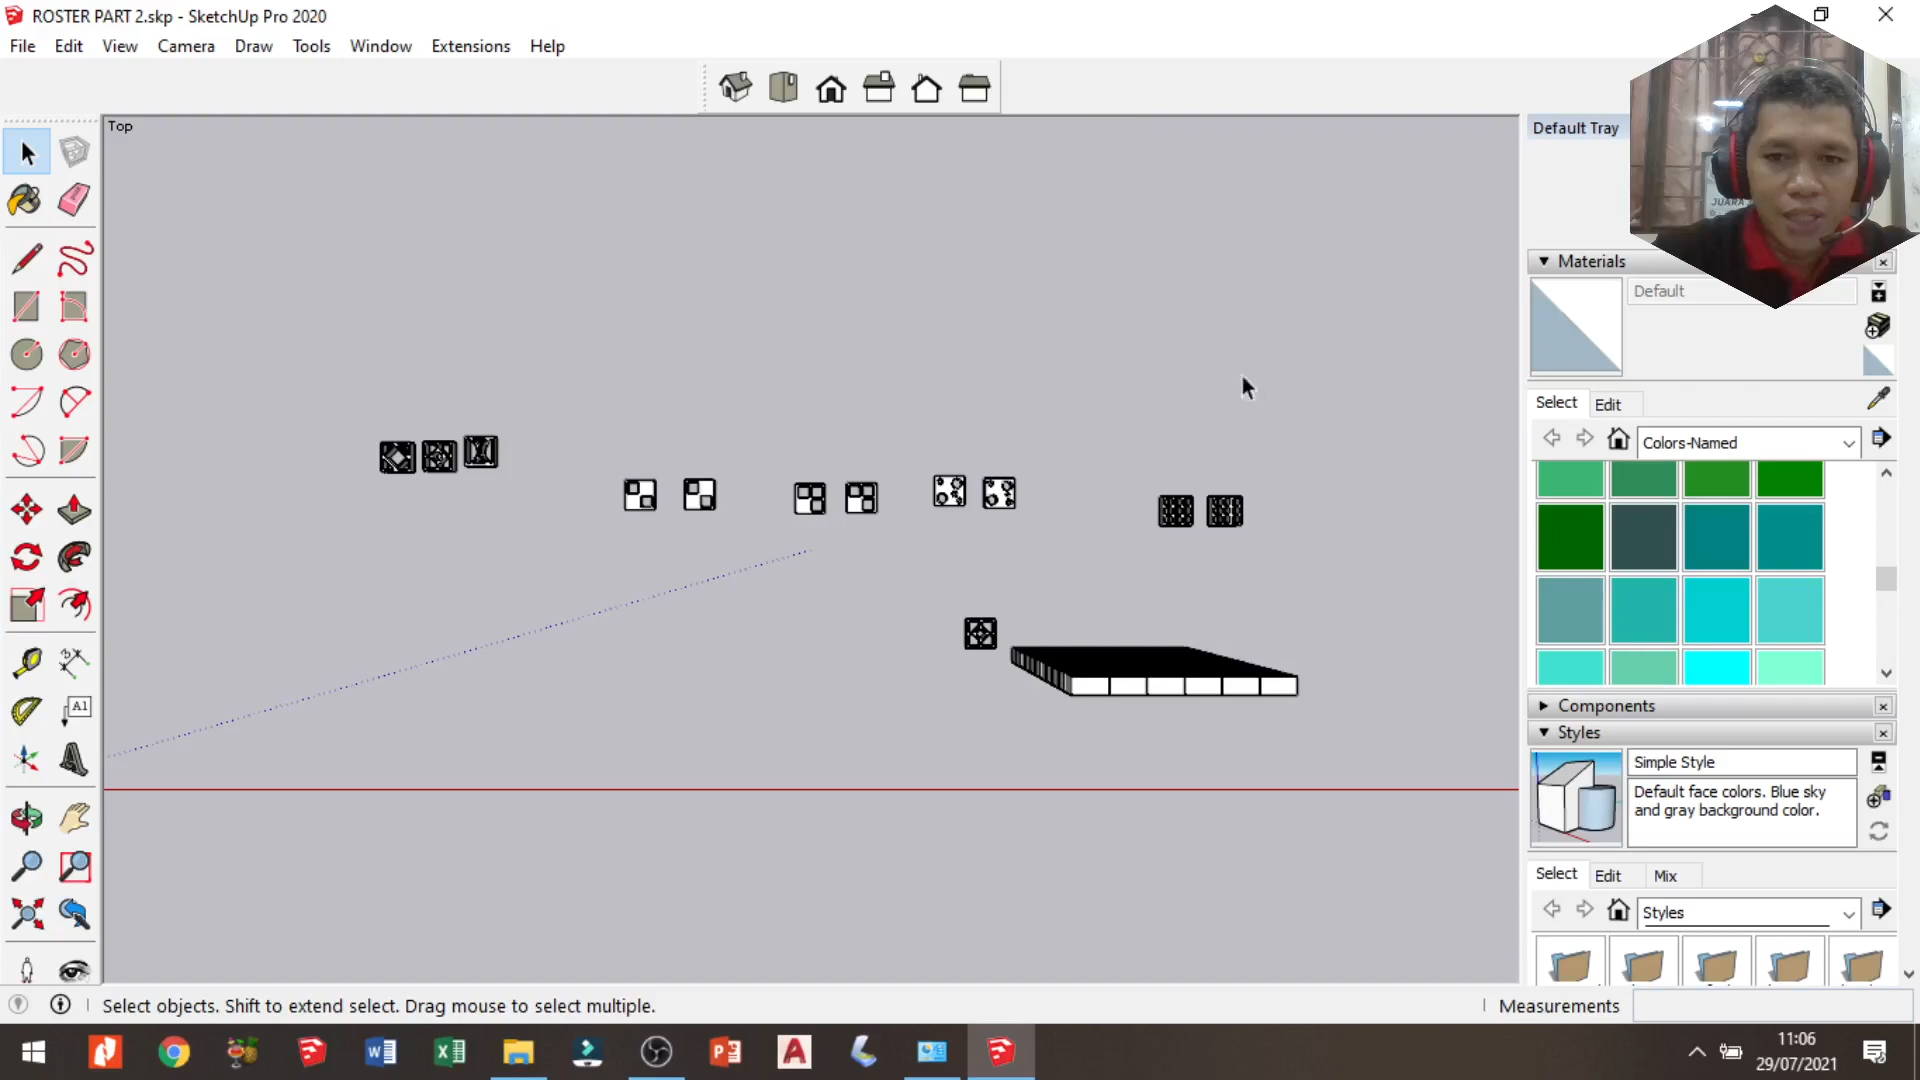 ROSTER PART 2.skp - SketchUp Pro 2020
File Edit View Camera Draw Tools Window Extensions Help
Top
Default Tray
JUARA
Materials
Default
Select Edit
Colors-Named
Components
Styles
Simple Style
Default face colors. Blue sky
and gray background color.
Select Edit Mix
Styles
A1
Select objects. Shift to extend select. Drag mouse to select multiple.
Measurements
11:06
29/07/2021